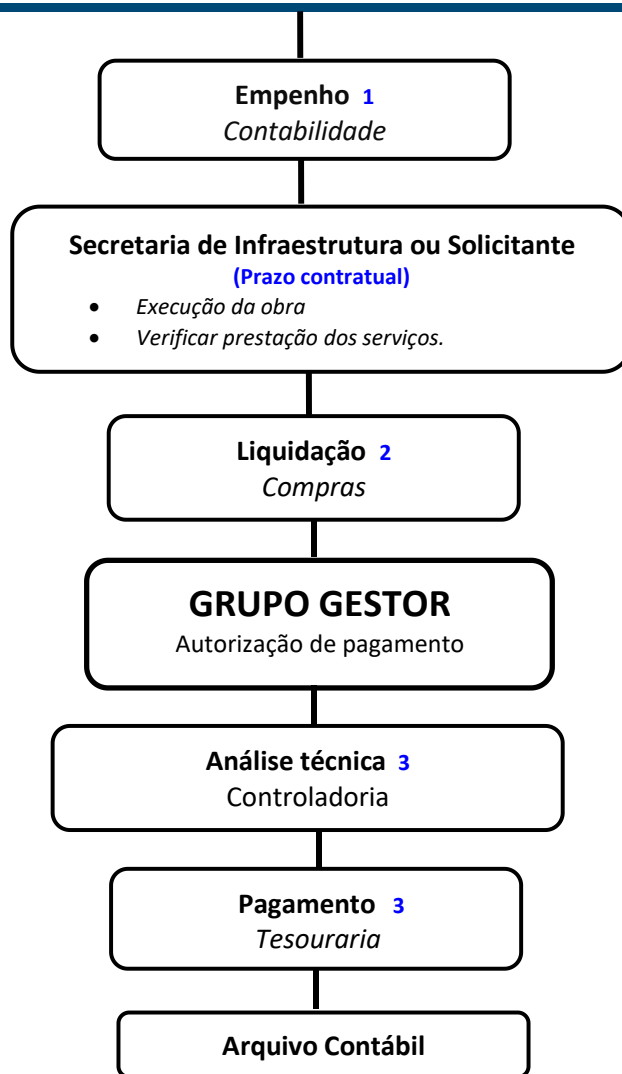 Empenho 1
Contabilidade
Secretaria de Infraestrutura ou Solicitante
(Prazo contratual)
• Execução da obra
• Verificar prestação dos serviços.
Liquidação 2
Compras
GRUPO GESTOR
Autorização de pagamento
Análise técnica 3
Controladoria
Pagamento 3
Tesouraria
Arquivo Contábil